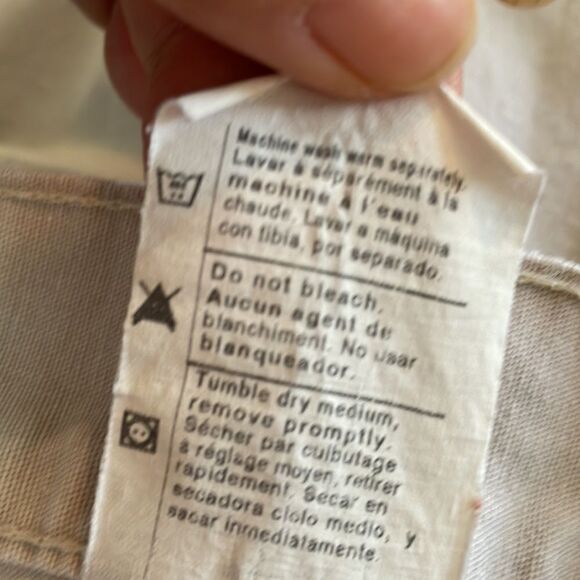 Machine wash warm separately.
Laver à séparément à la
machine à l'eau
chaude. Lavar a máquina
con tibia, por separado.
Do not bleach.
Aucun agent de
blanchiment. No usar
blanqueador.
Tumble dry medium,
remove promptly.
Sécher par culbutage
à réglage moyen, retirer
rapidement. Secar en
secadora ciclo medio, y
sacar inmediatamente.